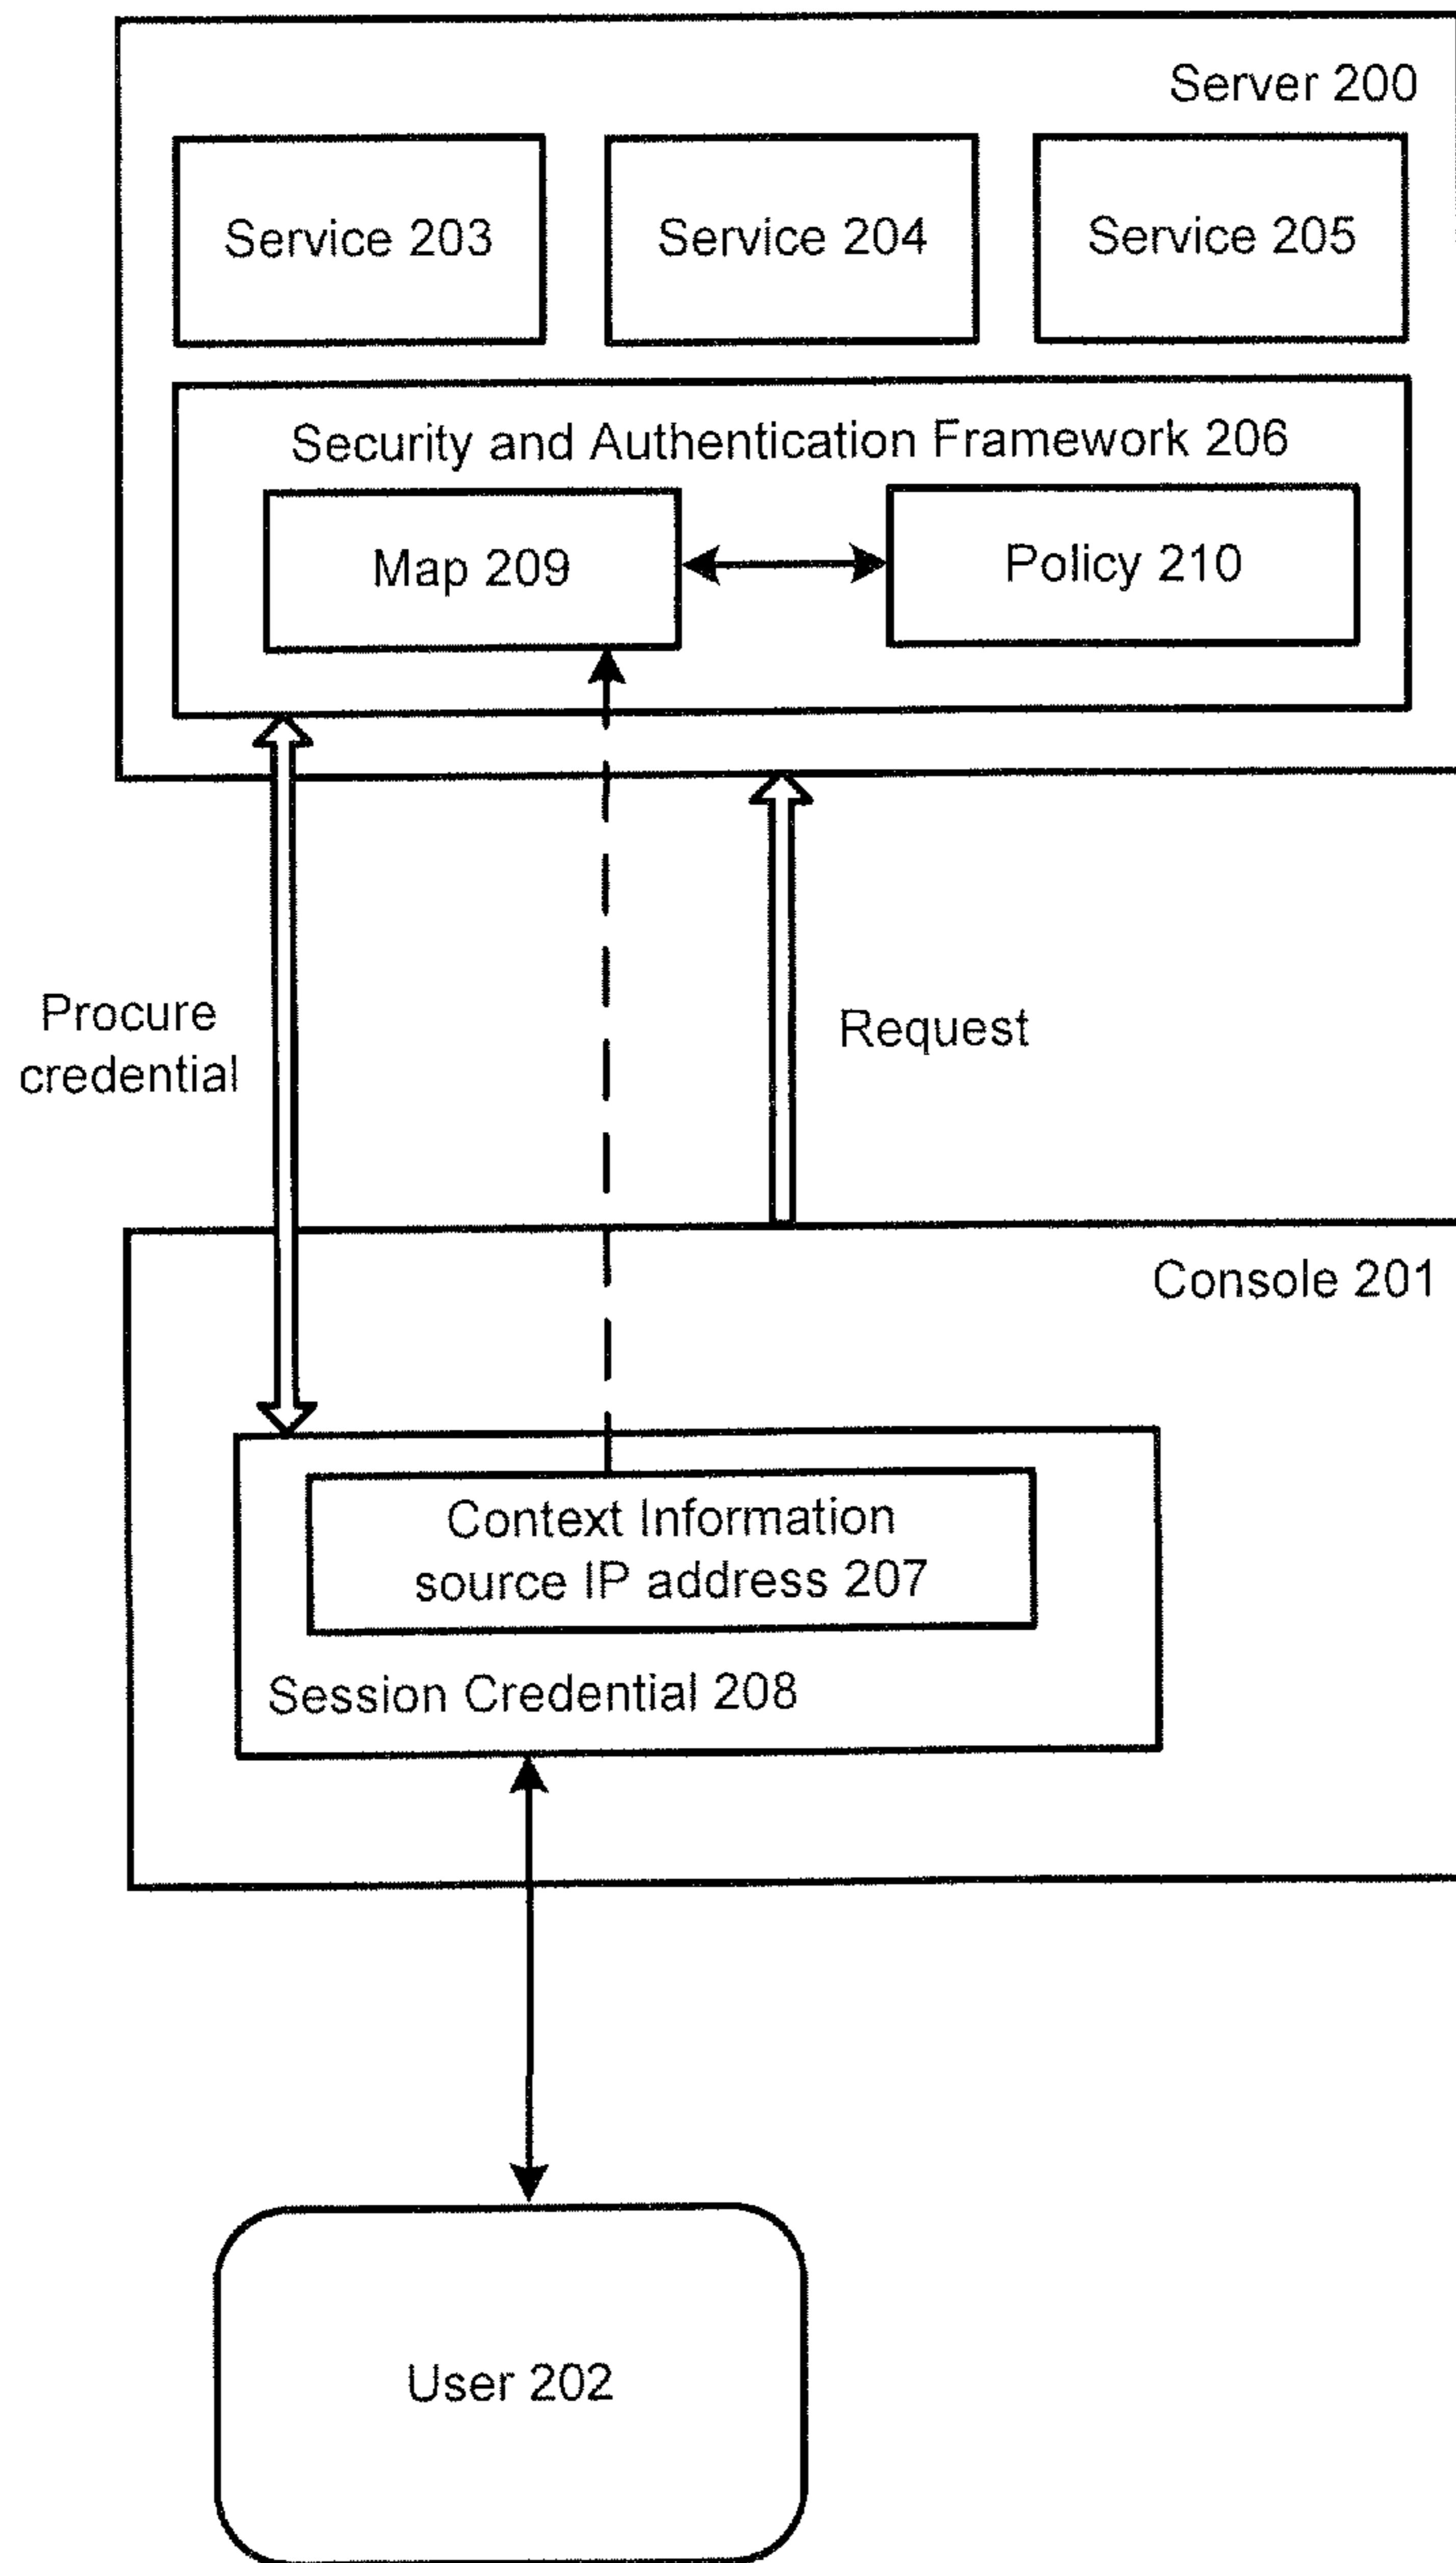 Server 200
Service 203
Service 204
Service 205
Security and Authentication Framework 206
Map 209
Policy 210
Procure
credential
Request
Console 201
Context Information
source IP address 207
Session Credential 208
User 202